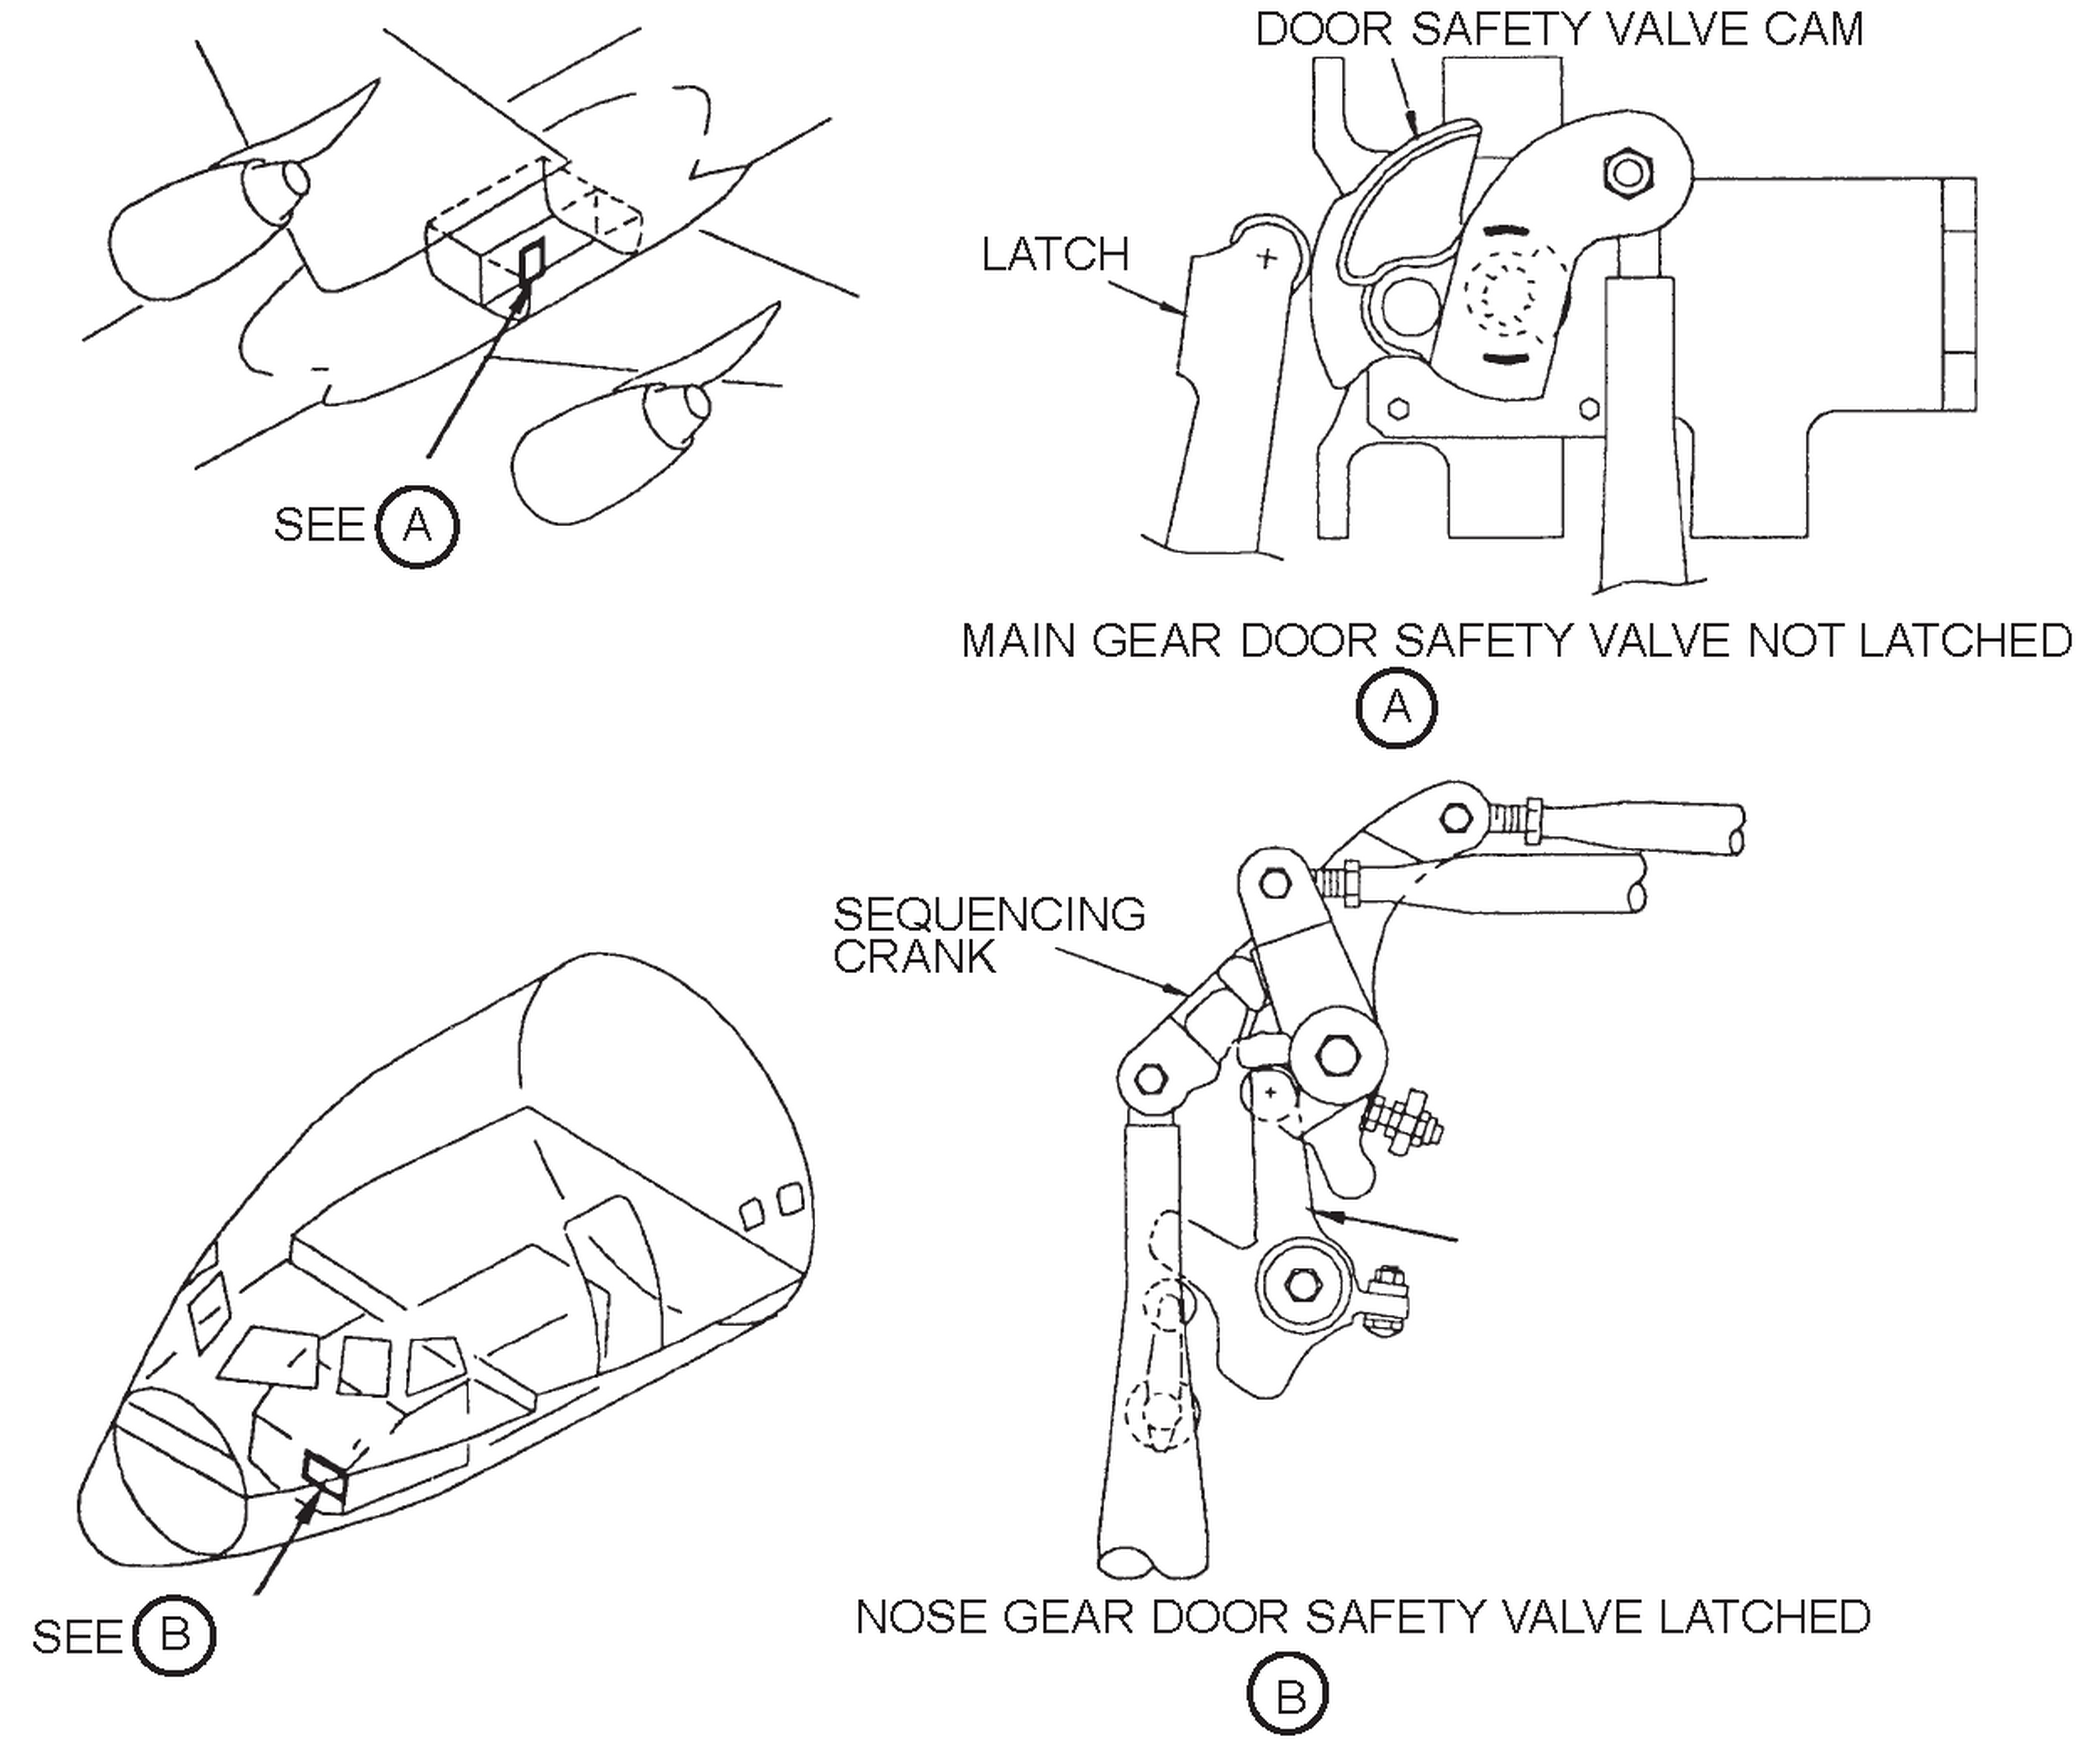 DOOR SAFETY VALVE CAM
LATCH
SEE A
MAIN GEAR DOOR SAFETY VALVE NOT LATCHED
A
SEQUENCING
CRANK
SEE B
NOSE GEAR DOOR SAFETY VALVE LATCHED
B